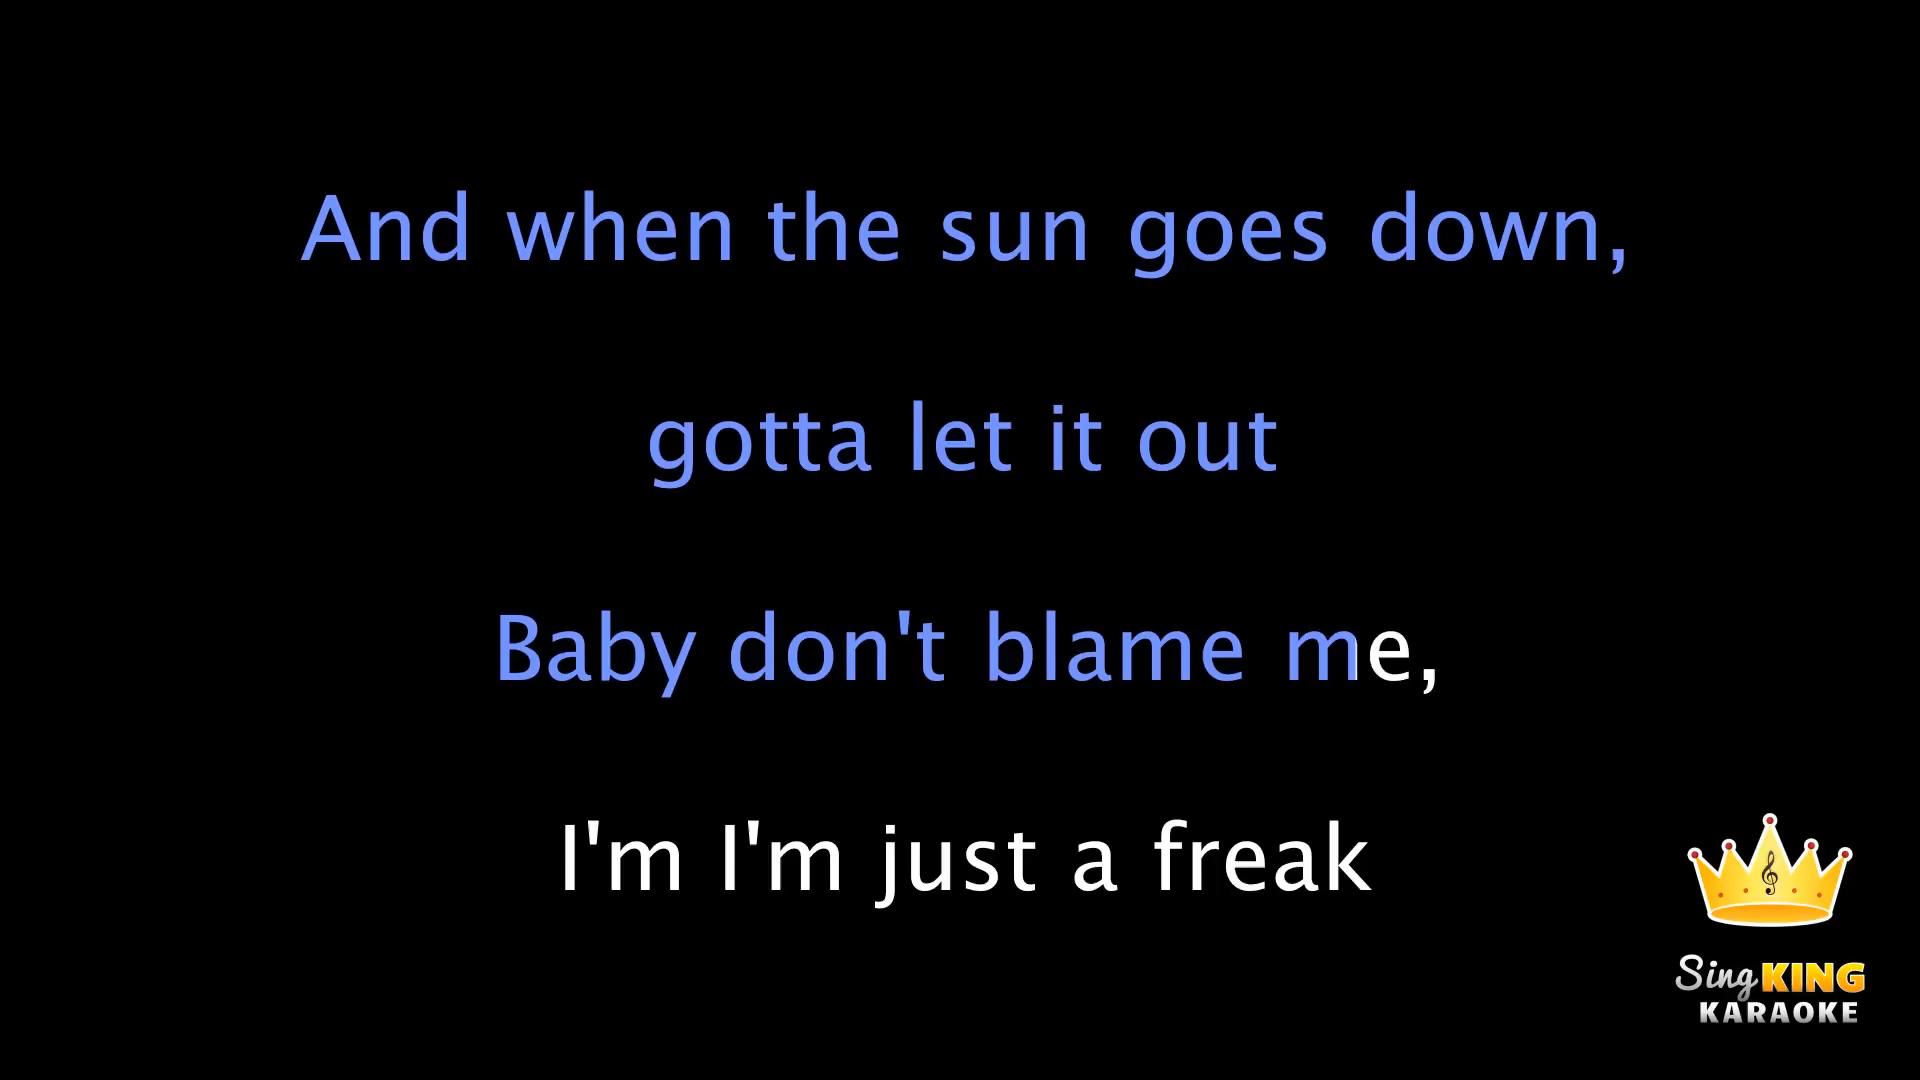 And when the sun goes down,
gotta let it out
Baby don't blame me,
I'm I'm just a freak
Sing KING
KARAOKE